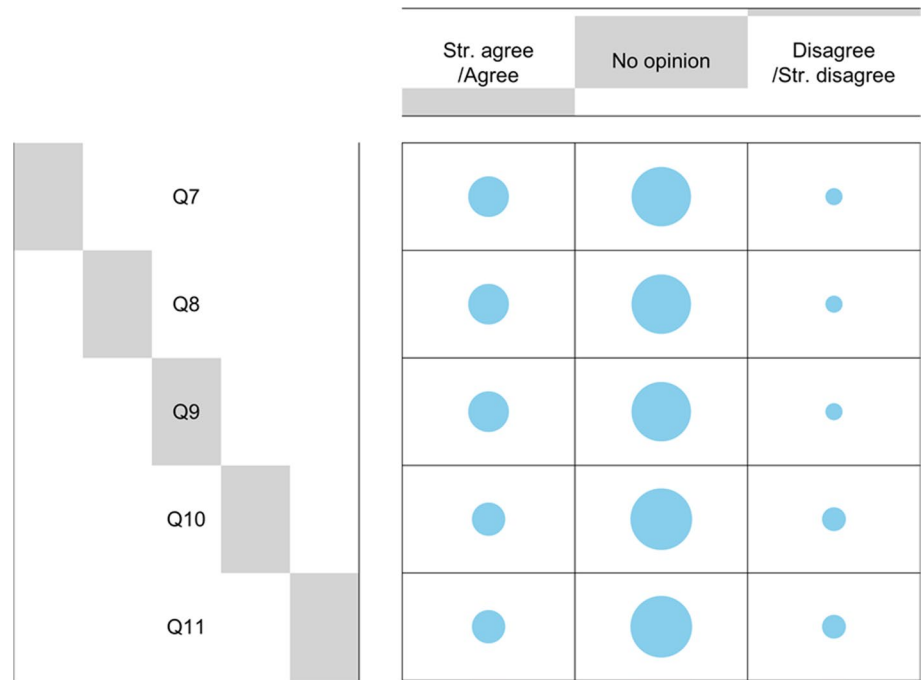 Str. agree
/Agree
No opinion
Disagree
/Str. disagree
Q7
Q8
Q9
Q10
Q11